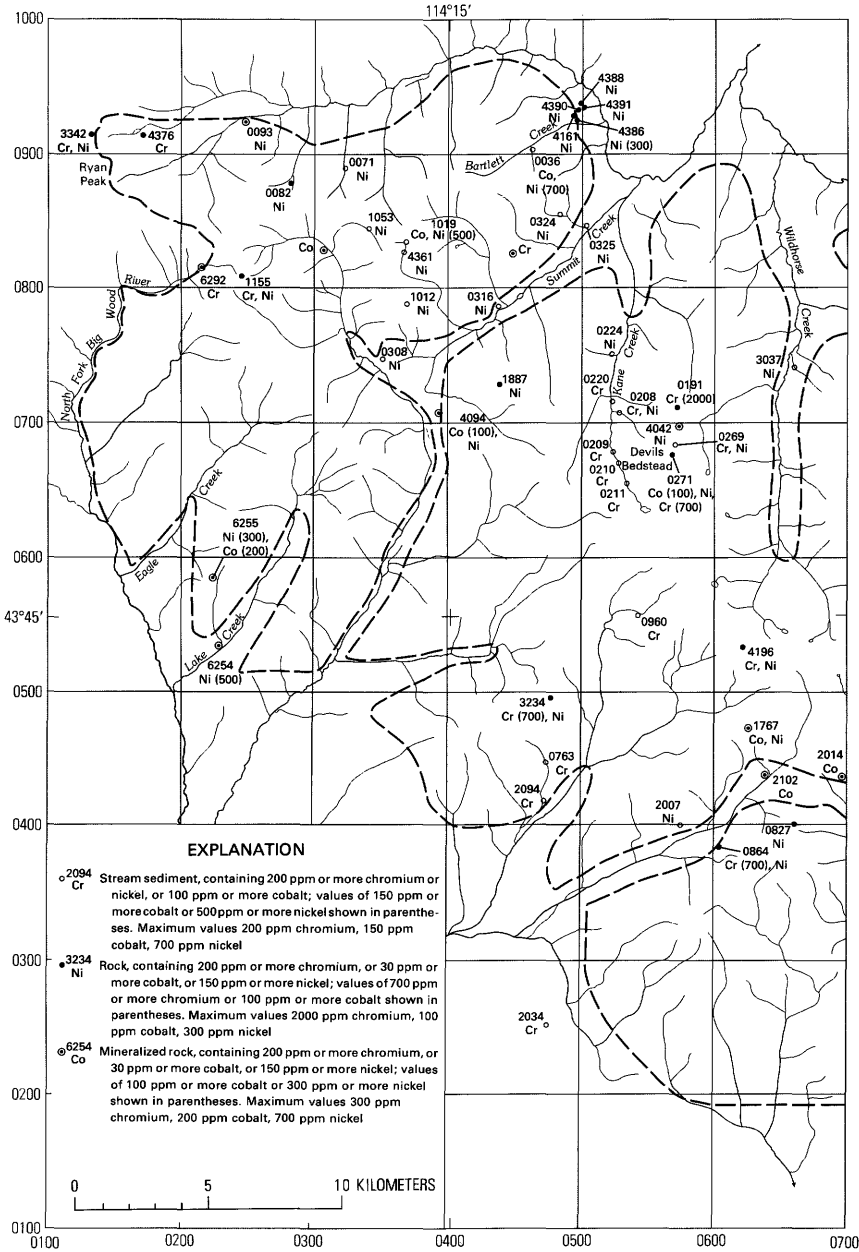 114°15′
1000
4388
Ni
4390
Ni
4391
Ni
3342
Cr, Ni
4376
Cr
0093
Ni
4161
Ni
4386
Ni (300)
0900
Ryan
Peak
0071
Ni
Bartlett
Creek
0036
Co,
Ni (700)
0082
Ni
1053
Ni
1019
Co, Ni (500)
0324
Ni
Creek
Co
4361
Ni
Cr
0325
Ni
Wildhorse
Creek
Summit
0800
River
6292
Cr
1155
Cr, Ni
1012
Ni
0316
Ni
North Fork Big Wood
0308
Ni
0224
Ni
Kane Creek
3037
Ni
1887
Ni
0220
Cr
0208
Cr, Ni
0191
Cr (2000)
0700
4094
Co (100),
Ni
4042
Ni
0269
Cr, Ni
0209
Cr
Devils
Bedstead
0210
Cr
0271
Co (100), Ni,
Cr (700)
0211
Cr
Creek
Eagle
6255
Ni (300),
Co (200)
0600
43°45′
Lake Creek
0960
Cr
6254
Ni (500)
4196
Cr, Ni
0500
3234
Cr (700), Ni
1767
Co, Ni
0763
Cr
2014
Co
2094
Cr
2102
Co
2007
Ni
0400
0827
Ni
0864
Cr (700), Ni
EXPLANATION
2094
Cr
Stream sediment, containing 200 ppm or more chromium or
nickel, or 100 ppm or more cobalt; values of 150 ppm or
more cobalt or 500 ppm or more nickel shown in parenthe-
ses. Maximum values 200 ppm chromium, 150 ppm
cobalt, 700 ppm nickel
0300
3234
Ni
Rock, containing 200 ppm or more chromium, or 30 ppm or
more cobalt, or 150 ppm or more nickel; values of 700 ppm
or more chromium or 100 ppm or more cobalt shown in
parentheses. Maximum values 2000 ppm chromium, 100
ppm cobalt, 300 ppm nickel
2034
Cr
6254
Co
Mineralized rock, containing 200 ppm or more chromium, or
30 ppm or more cobalt, or 150 ppm or more nickel; values
of 100 ppm or more cobalt or 300 ppm or more nickel
shown in parentheses. Maximum values 300 ppm
chromium, 200 ppm cobalt, 700 ppm nickel
0200
0 5 10 KILOMETERS
0100
0100 0200 0300 0400 0500 0600 0700